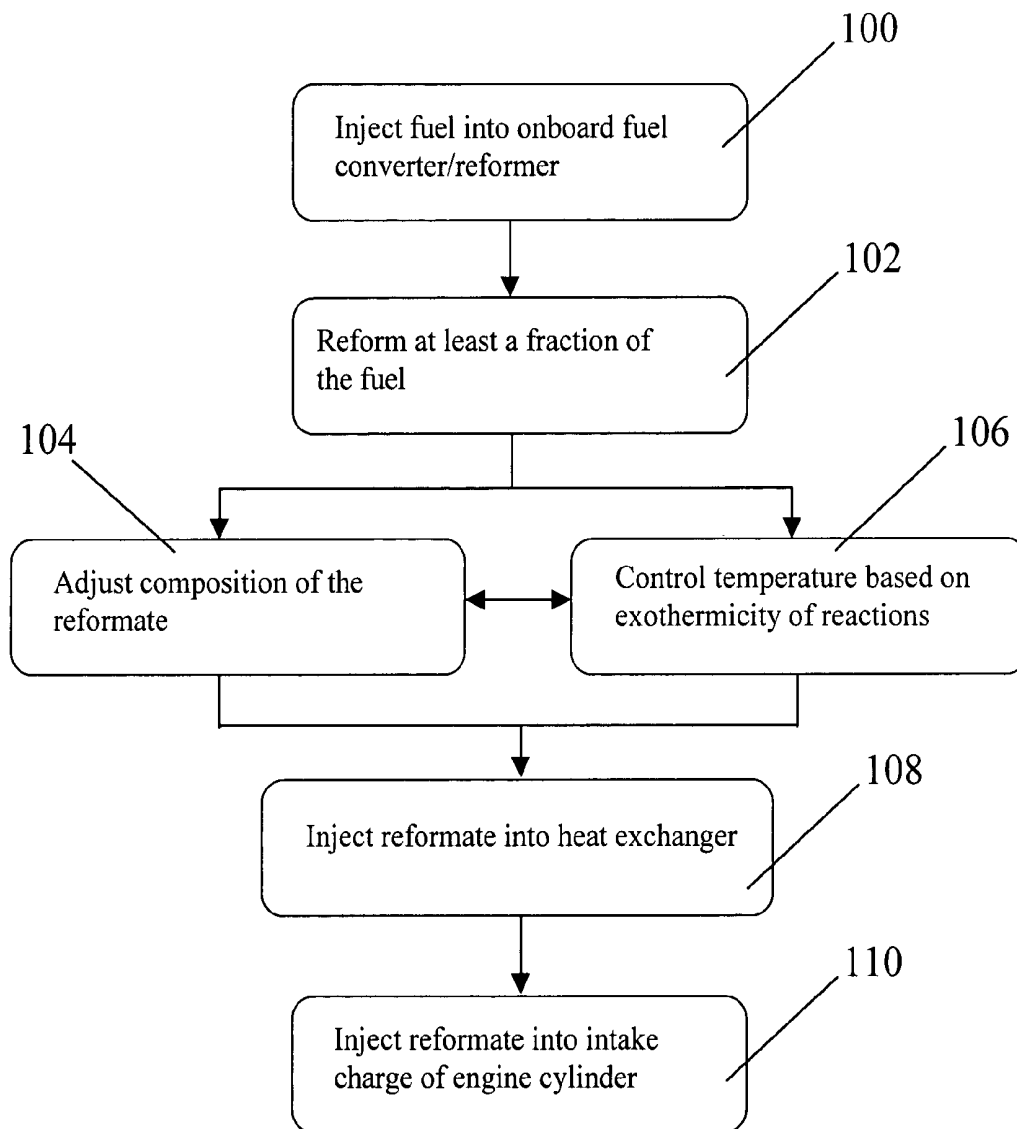 100
Inject fuel into onboard fuel
converter/reformer
102
Reform at least a fraction of
the fuel
104
106
Adjust composition of the
reformate
Control temperature based on
exothermicity of reactions
108
Inject reformate into heat exchanger
110
Inject reformate into intake
charge of engine cylinder